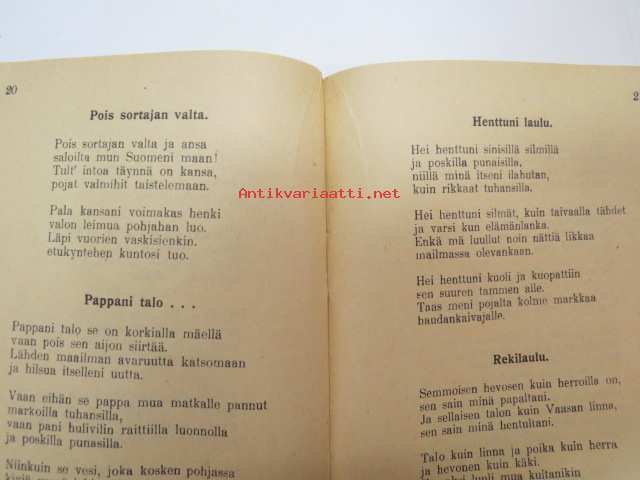 20
Pois sortajan valta.
Pois sortajan valta ja ansa
saloilta mun Suomeni maan!
Tult' intoa täynnä on kansa,
pojat valmihit taistelemaan.
Pala kansani voimakas henki
valon leimua pohjahan luo.
Läpi vuorien vaskisienkin.
etukyntehen kuntosi tuo.
Pappani talo . . .
Pappani talo se on korkialla mäellä
vaan pois sen aijon siirtää.
Lähden maailman avaruutta katsomaan
ja hilsua itselleni uutta.
Vaan eihän se pappa mua matkalle pannut
markoilla tuhansilla,
vaan pani hulivilin raittiilla luonnolla
ja poskilla punasilla.
Niinkuin se vesi, joka kosken pohjassa
2
Henttuni laulu.
Hei henttuni sinisillä silmillä
ja poskilla punaisilla,
niillä minä itseni ilahutan,
kuin rikkaat tuhansilla.
Hei henttuni silmät, kuin taivaalla tähdet
ja varsi kun elämänlanka.
Enkä mä luullut noin nättiä likkaa
mailmassa olevankaan.
Hei henttuni kuoli ja kuopattiin
sen suuren tammen alle.
Taas meni pojalta kolme markkaa
haudankaivajalle.
Rekilaulu.
Semmoisen hevosen kuin herroilla on,
sen sain minä papaltani.
Ja sellaisen talon kuin Vaasan linna,
sen sain minä hentultani.
Talo kuin linna ja poika kuin herra
ja hevonen kuin käki.
luuli mua kuitanikin
Antikvariaatti.net